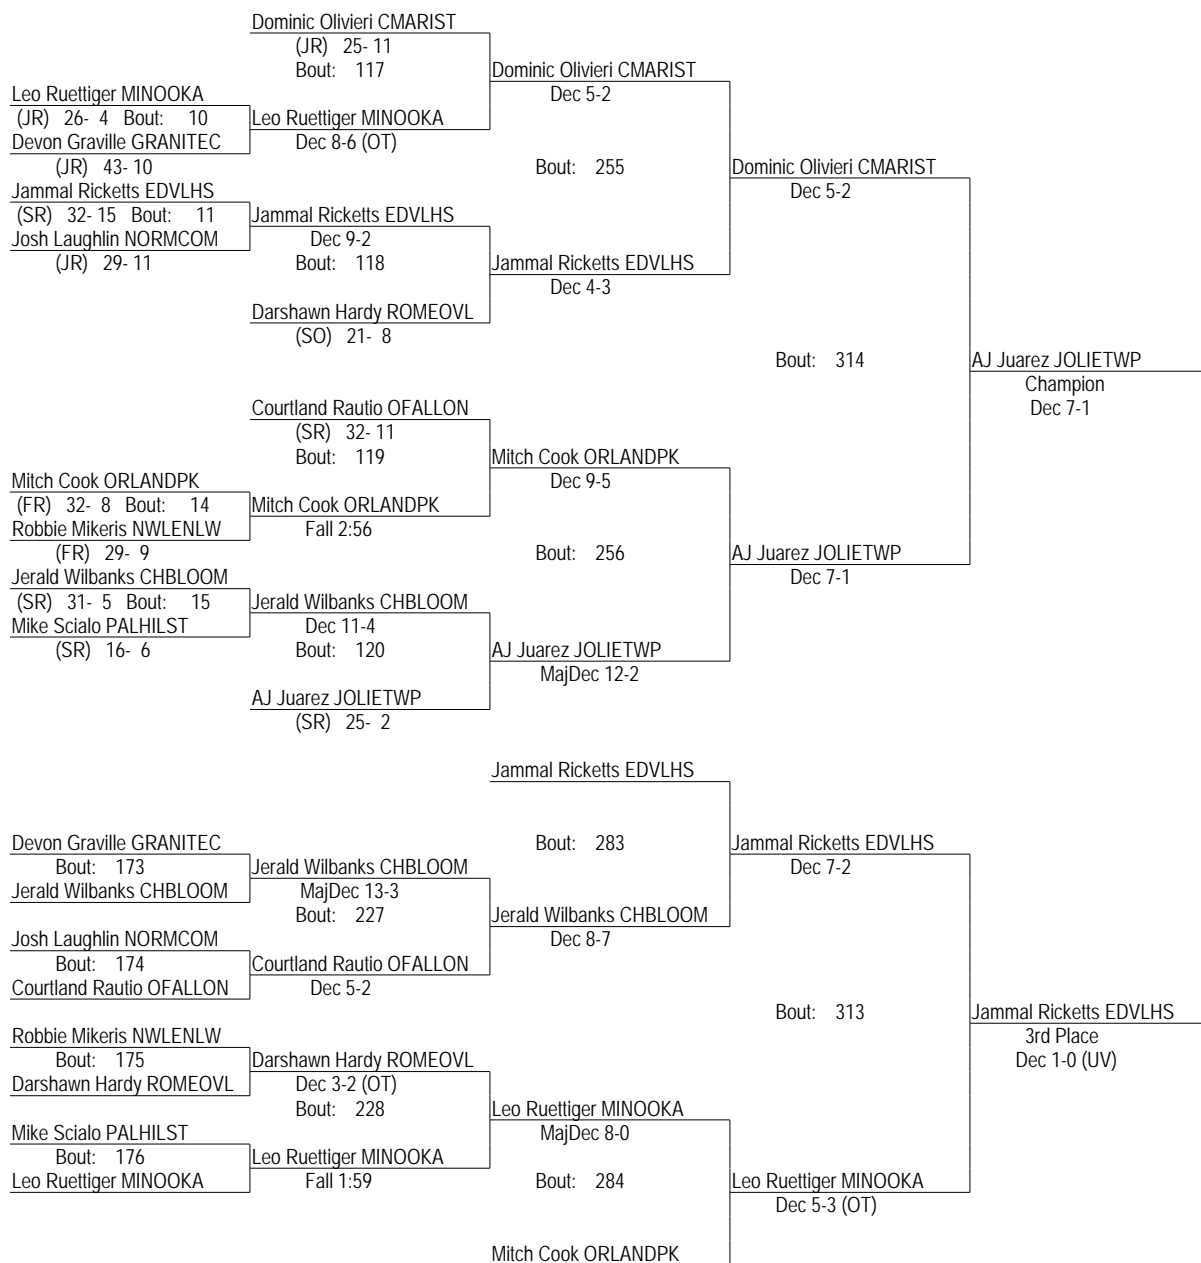 Dominic Olivieri CMARIST
(JR) 25- 11
Bout: 117
Dominic Olivieri CMARIST
Dec 5-2
Leo Ruettiger MINOOKA
(JR) 26- 4 Bout: 10
Leo Ruettiger MINOOKA
Dec 8-6 (OT)
Devon Graville GRANITEC
(JR) 43- 10
Bout: 255
Dominic Olivieri CMARIST
Dec 5-2
Jammal Ricketts EDVLHS
(SR) 32- 15 Bout: 11
Jammal Ricketts EDVLHS
Dec 9-2
Josh Laughlin NORMCOM
(JR) 29- 11
Bout: 118
Jammal Ricketts EDVLHS
Dec 4-3
Darshawn Hardy ROMEOVL
(SO) 21- 8
Bout: 314
AJ Juarez JOLIETWP
Champion
Dec 7-1
Courtland Rautio OFALLON
(SR) 32- 11
Bout: 119
Mitch Cook ORLANDPK
Dec 9-5
Mitch Cook ORLANDPK
(FR) 32- 8 Bout: 14
Mitch Cook ORLANDPK
Fall 2:56
Robbie Mikeris NWLENLW
(FR) 29- 9
Bout: 256
AJ Juarez JOLIETWP
Dec 7-1
Jerald Wilbanks CHBLOOM
(SR) 31- 5 Bout: 15
Jerald Wilbanks CHBLOOM
Dec 11-4
Mike Scialo PALHILST
(SR) 16- 6
Bout: 120
AJ Juarez JOLIETWP
MajDec 12-2
AJ Juarez JOLIETWP
(SR) 25- 2
Jammal Ricketts EDVLHS
Devon Graville GRANITEC
Bout: 283
Jammal Ricketts EDVLHS
Dec 7-2
Bout: 173
Jerald Wilbanks CHBLOOM
MajDec 13-3
Jerald Wilbanks CHBLOOM
Bout: 227
Jerald Wilbanks CHBLOOM
Dec 8-7
Josh Laughlin NORMCOM
Bout: 174
Courtland Rautio OFALLON
Dec 5-2
Courtland Rautio OFALLON
Bout: 313
Jammal Ricketts EDVLHS
3rd Place
Dec 1-0 (UV)
Robbie Mikeris NWLENLW
Bout: 175
Darshawn Hardy ROMEOVL
Dec 3-2 (OT)
Darshawn Hardy ROMEOVL
Bout: 228
Leo Ruettiger MINOOKA
MajDec 8-0
Mike Scialo PALHILST
Bout: 176
Leo Ruettiger MINOOKA
Fall 1:59
Leo Ruettiger MINOOKA
Bout: 284
Leo Ruettiger MINOOKA
Dec 5-3 (OT)
Mitch Cook ORLANDPK